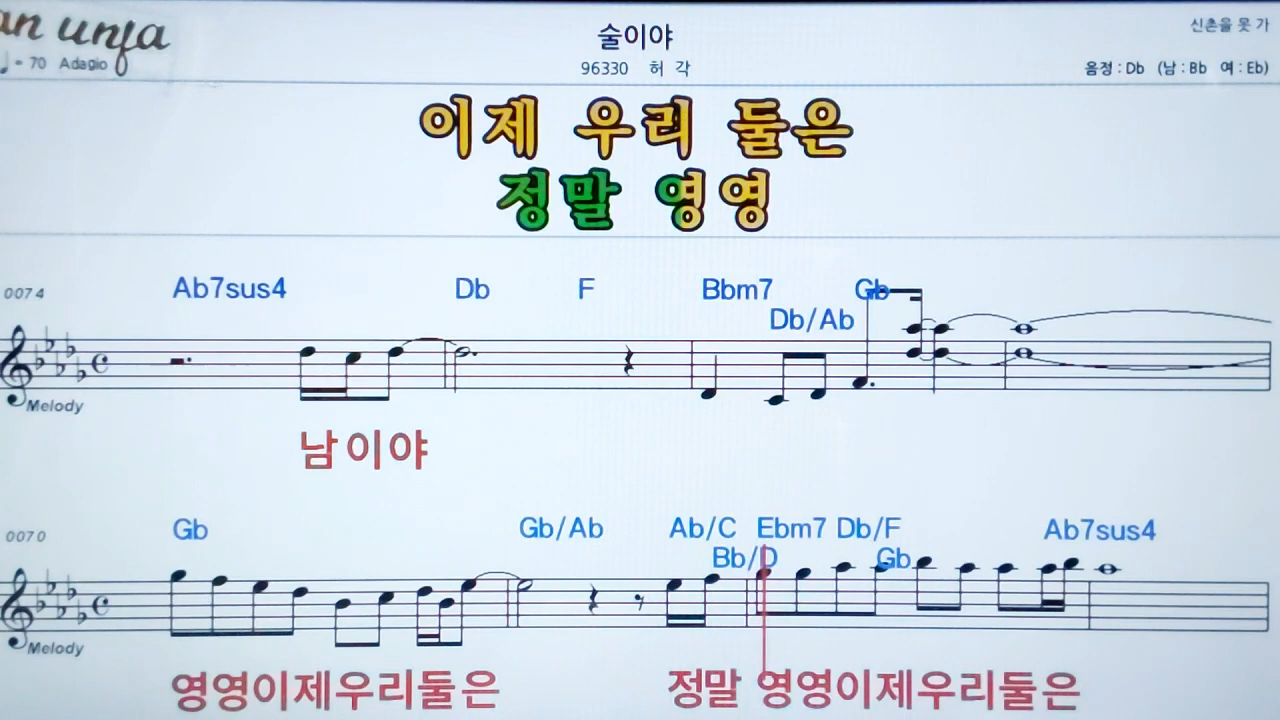 an unfa
♩= 70 Adagio
술이야
96330 허 각
신촌을 못 가
음정 : Db (남 : Bb 여 : Eb)
이제 우리 둘은
정말 영영
0074
Ab7sus4 Db F Bbm7 Gb
Db/Ab
Melody
남이야
0070
Gb Gb/Ab Ab/C Ebm7 Db/F Ab7sus4
Bb/D Gb
Melody
영영이제우리둘은 정말 영영이제우리둘은